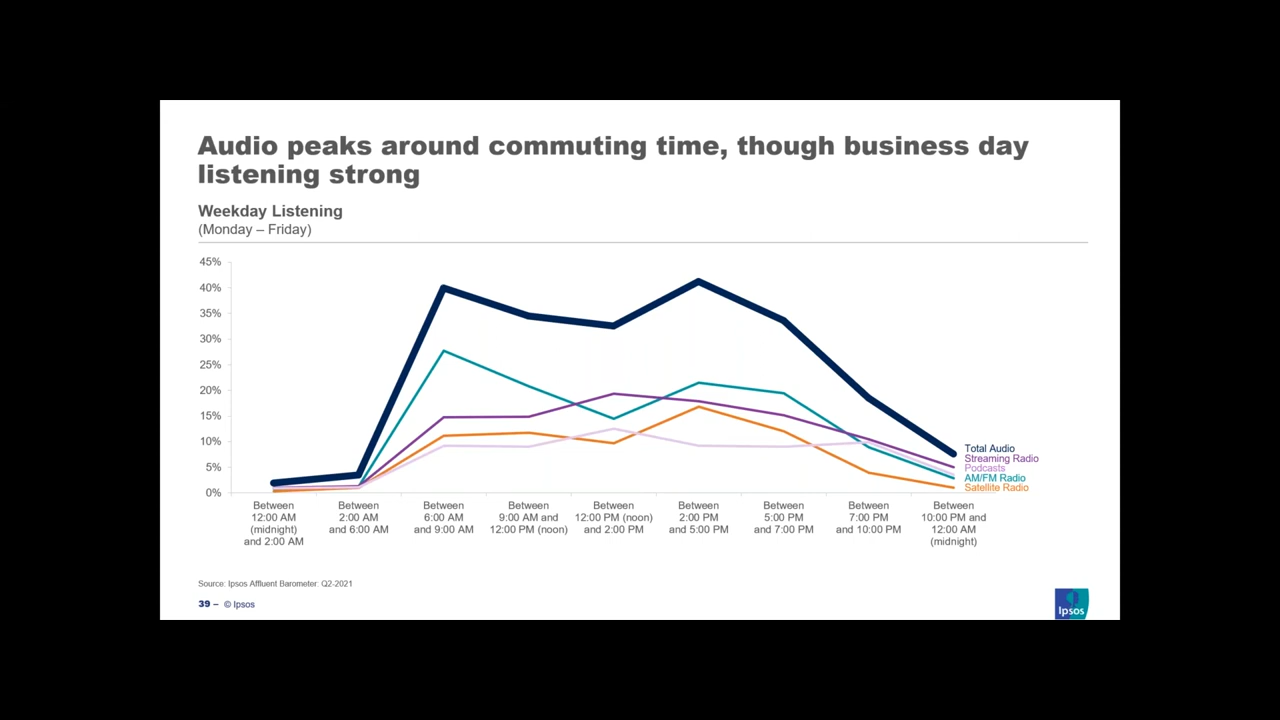 Audio peaks around commuting time, though business day
listening strong
Weekday Listening
(Monday – Friday)
45%
40%
35%
30%
25%
20%
15%
10%
5%
0%
Total Audio
Streaming Radio
Podcasts
AM/FM Radio
Satellite Radio
Between
12:00 AM
(midnight)
and 2:00 AM
Between
2:00 AM
and 6:00 AM
Between
6:00 AM
and 9:00 AM
Between
9:00 AM and
12:00 PM (noon)
Between
12:00 PM (noon)
and 2:00 PM
Between
2:00 PM
and 5:00 PM
Between
5:00 PM
and 7:00 PM
Between
7:00 PM
and 10:00 PM
Between
10:00 PM and
12:00 AM
(midnight)
Source: Ipsos Affluent Barometer: Q2-2021
39 – © Ipsos
Ipsos